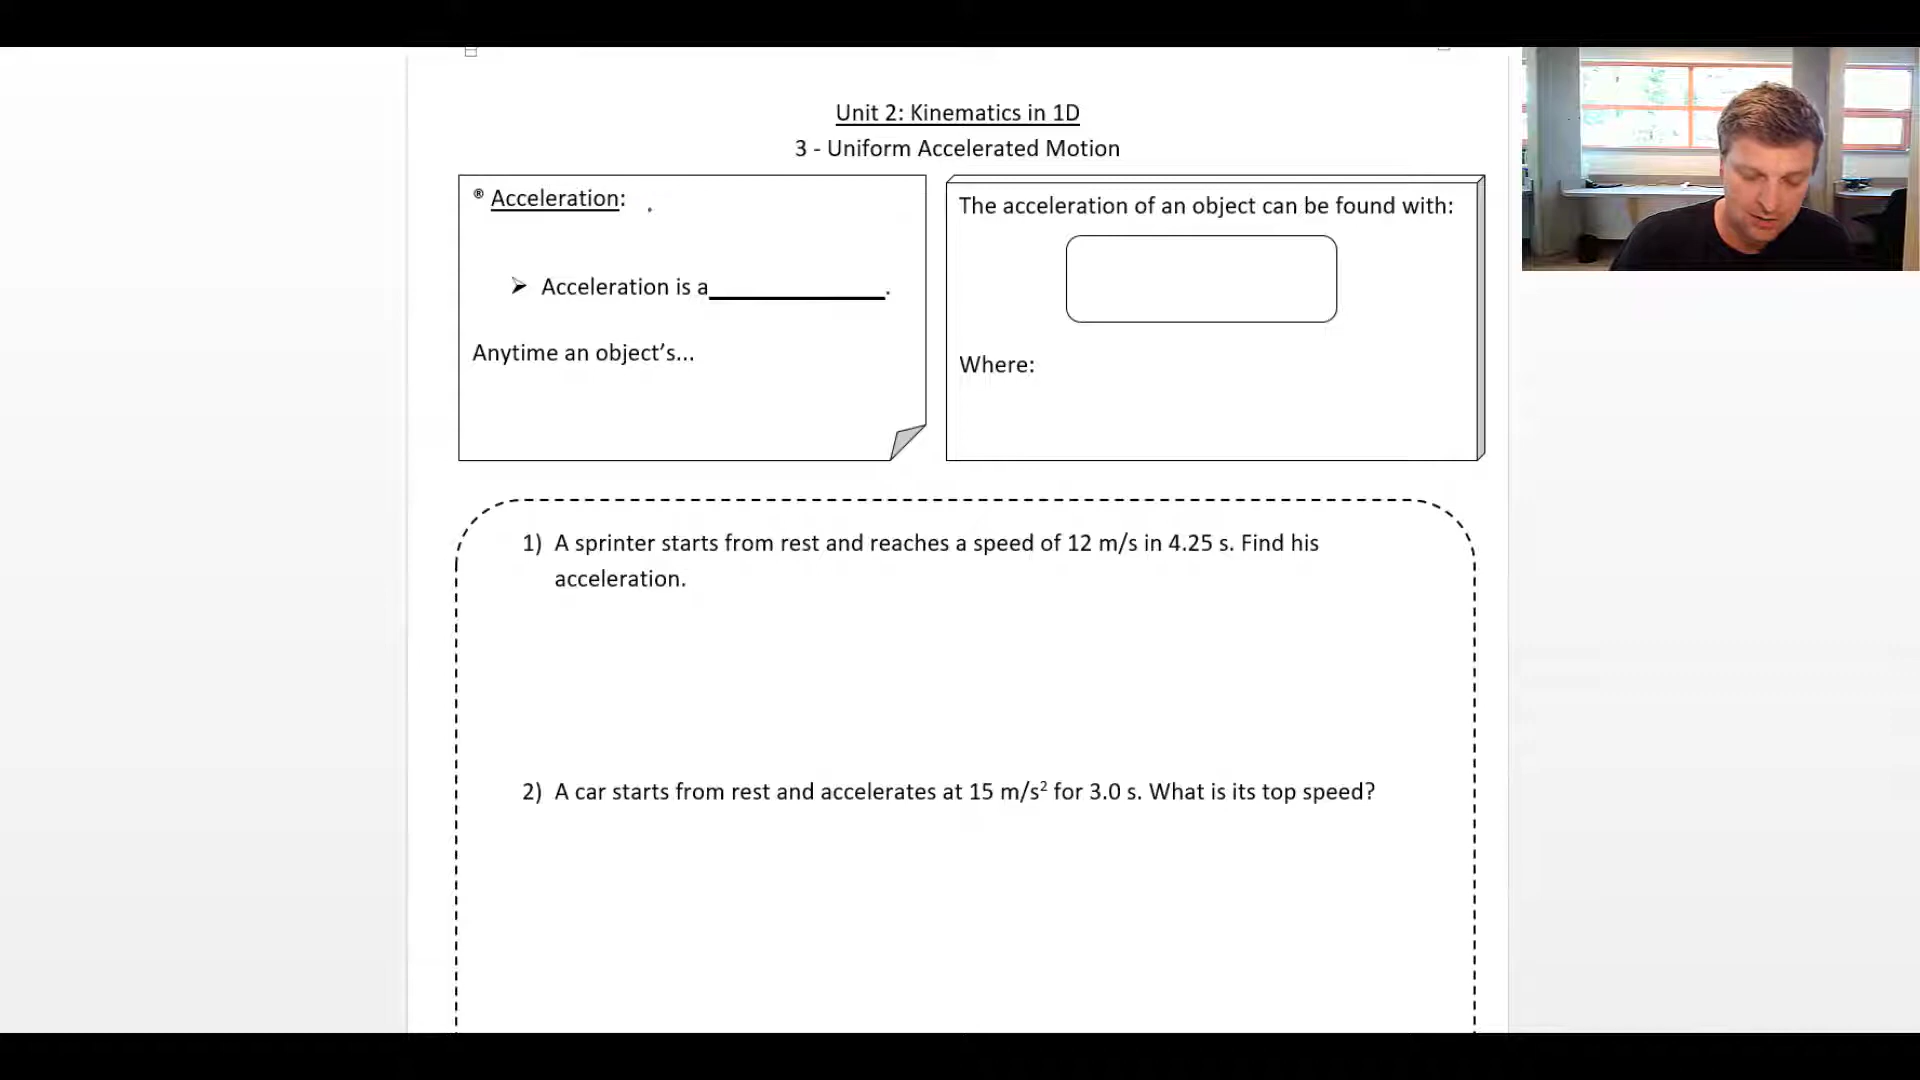 Unit 2: Kinematics in 1D
3 - Uniform Accelerated Motion
® Acceleration:
➢ Acceleration is a______________.
Anytime an object’s...
The acceleration of an object can be found with:
Where:
1) A sprinter starts from rest and reaches a speed of 12 m/s in 4.25 s. Find his
acceleration.
2) A car starts from rest and accelerates at 15 m/s² for 3.0 s. What is its top speed?